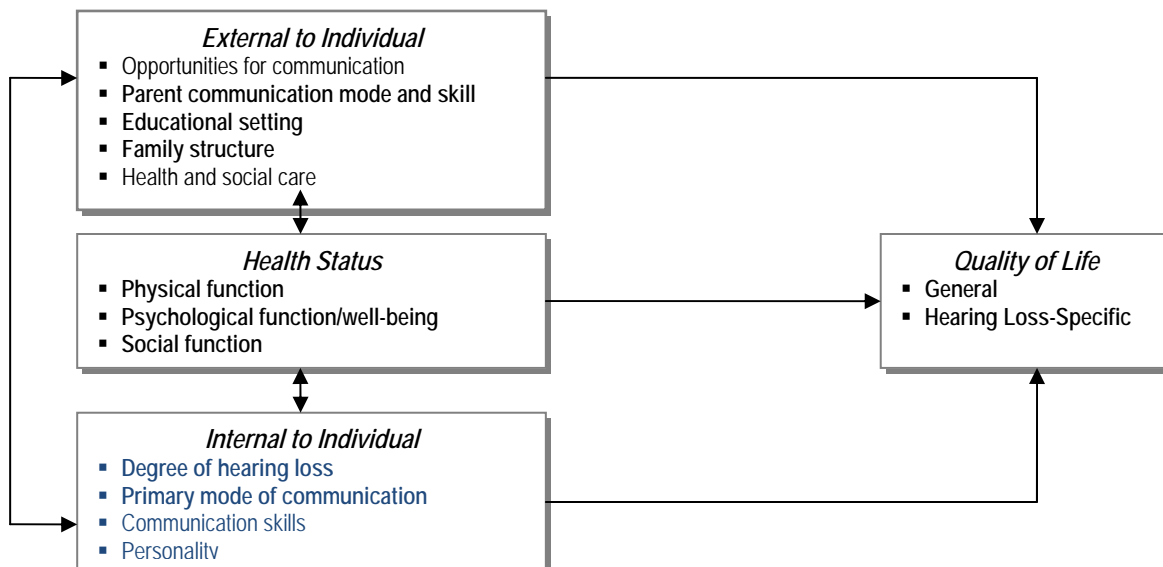 External to Individual
▪ Opportunities for communication
▪ Parent communication mode and skill
▪ Educational setting
▪ Family structure
▪ Health and social care
Health Status
▪ Physical function
▪ Psychological function/well-being
▪ Social function
Quality of Life
▪ General
▪ Hearing Loss-Specific
Internal to Individual
▪ Degree of hearing loss
▪ Primary mode of communication
▪ Communication skills
▪ Personality